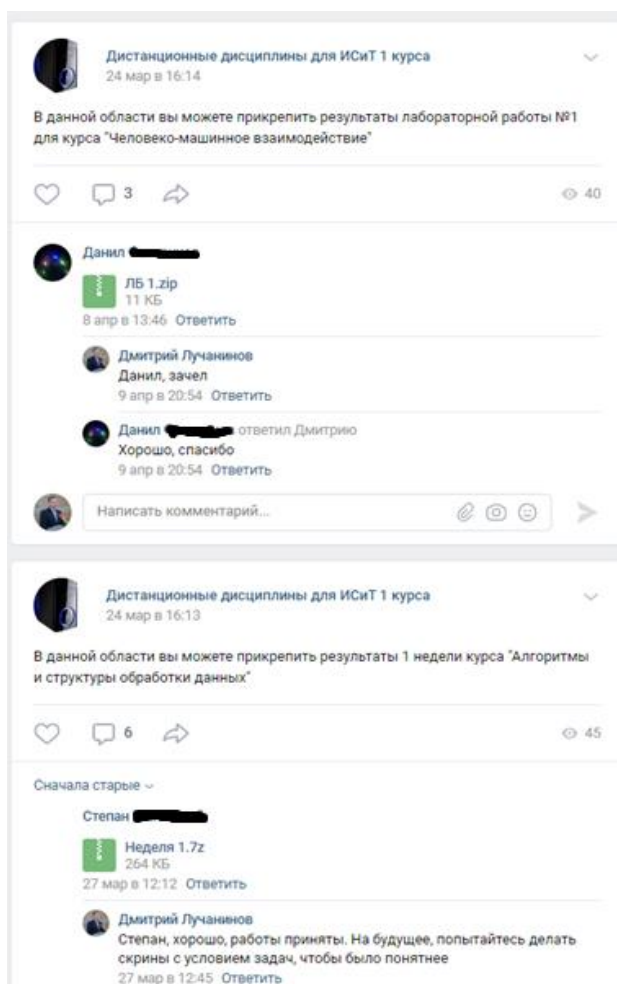 Дистанционные дисциплины для ИСиТ 1 курса
24 мар в 16:14
В данной области вы можете прикрепить результаты лабораторной работы №1
для курса "Человеко-машинное взаимодействие"
3
40
Данил
ЛБ 1.zip
11 КБ
8 апр в 13:46 Ответить
Дмитрий Лучанинов
Данил, зачел
9 апр в 20:54 Ответить
Данил ответил Дмитрию
Хорошо, спасибо
9 апр в 20:54 Ответить
Написать комментарий...
Дистанционные дисциплины для ИСиТ 1 курса
24 мар в 16:13
В данной области вы можете прикрепить результаты 1 недели курса "Алгоритмы
и структуры обработки данных"
6
45
Сначала старые
Степан
Неделя 1.7z
264 КБ
27 мар в 12:12 Ответить
Дмитрий Лучанинов
Степан, хорошо, работы приняты. На будущее, попытайтесь делать
скрины с условием задач, чтобы было понятнее
27 мар в 12:45 Ответить